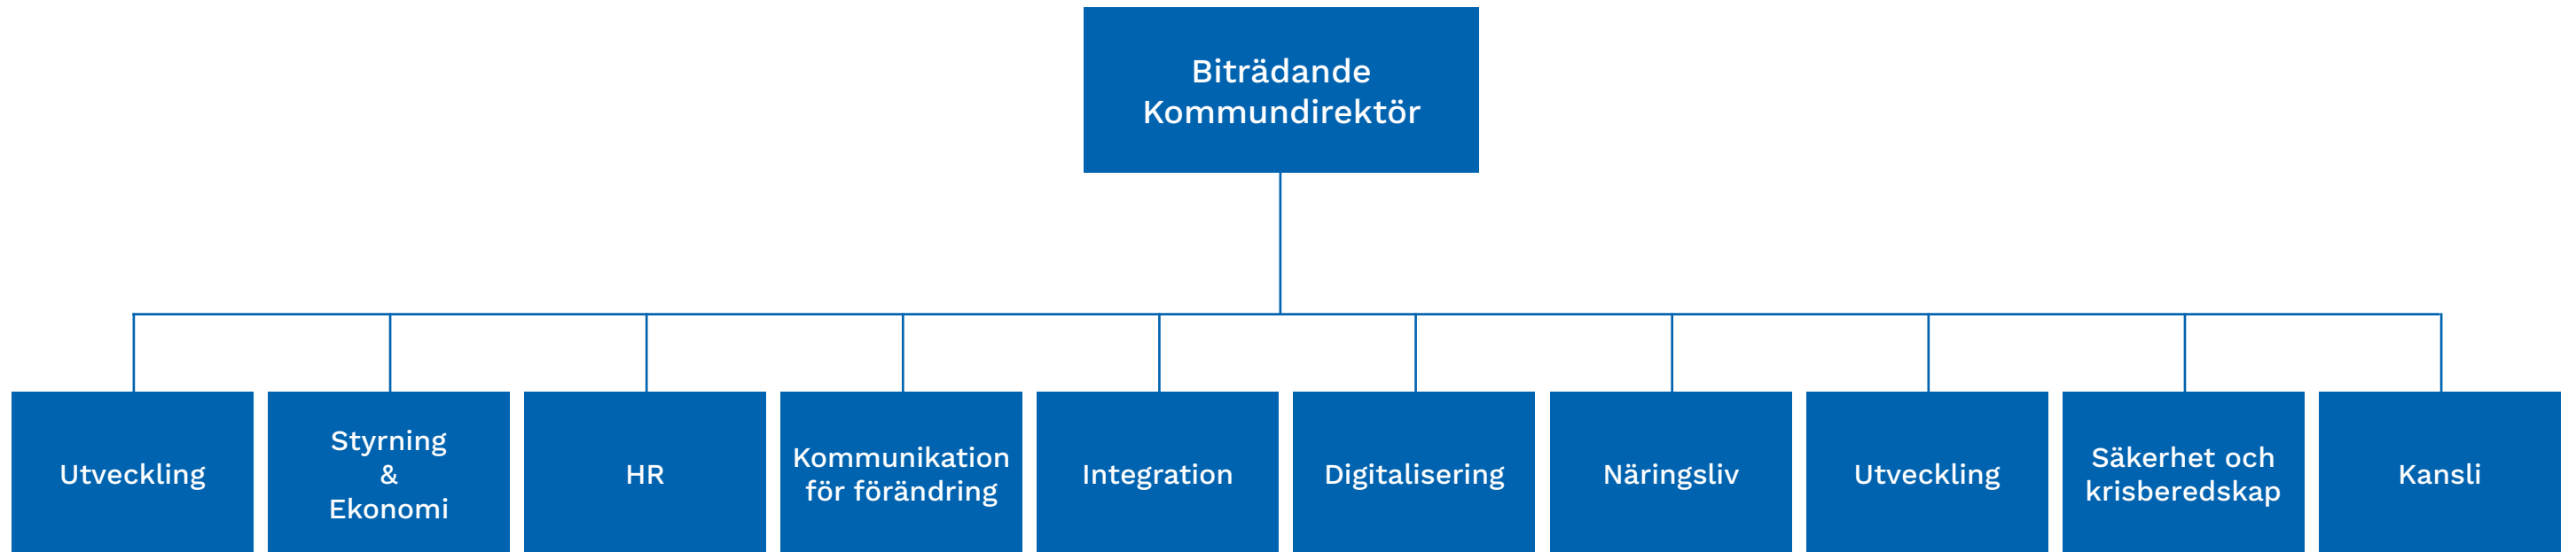 Biträdande
Kommundirektör
Utveckling
Styrning
&
Ekonomi
HR
Kommunikation
för förändring
Integration
Digitalisering
Näringsliv
Utveckling
Säkerhet och
krisberedskap
Kansli